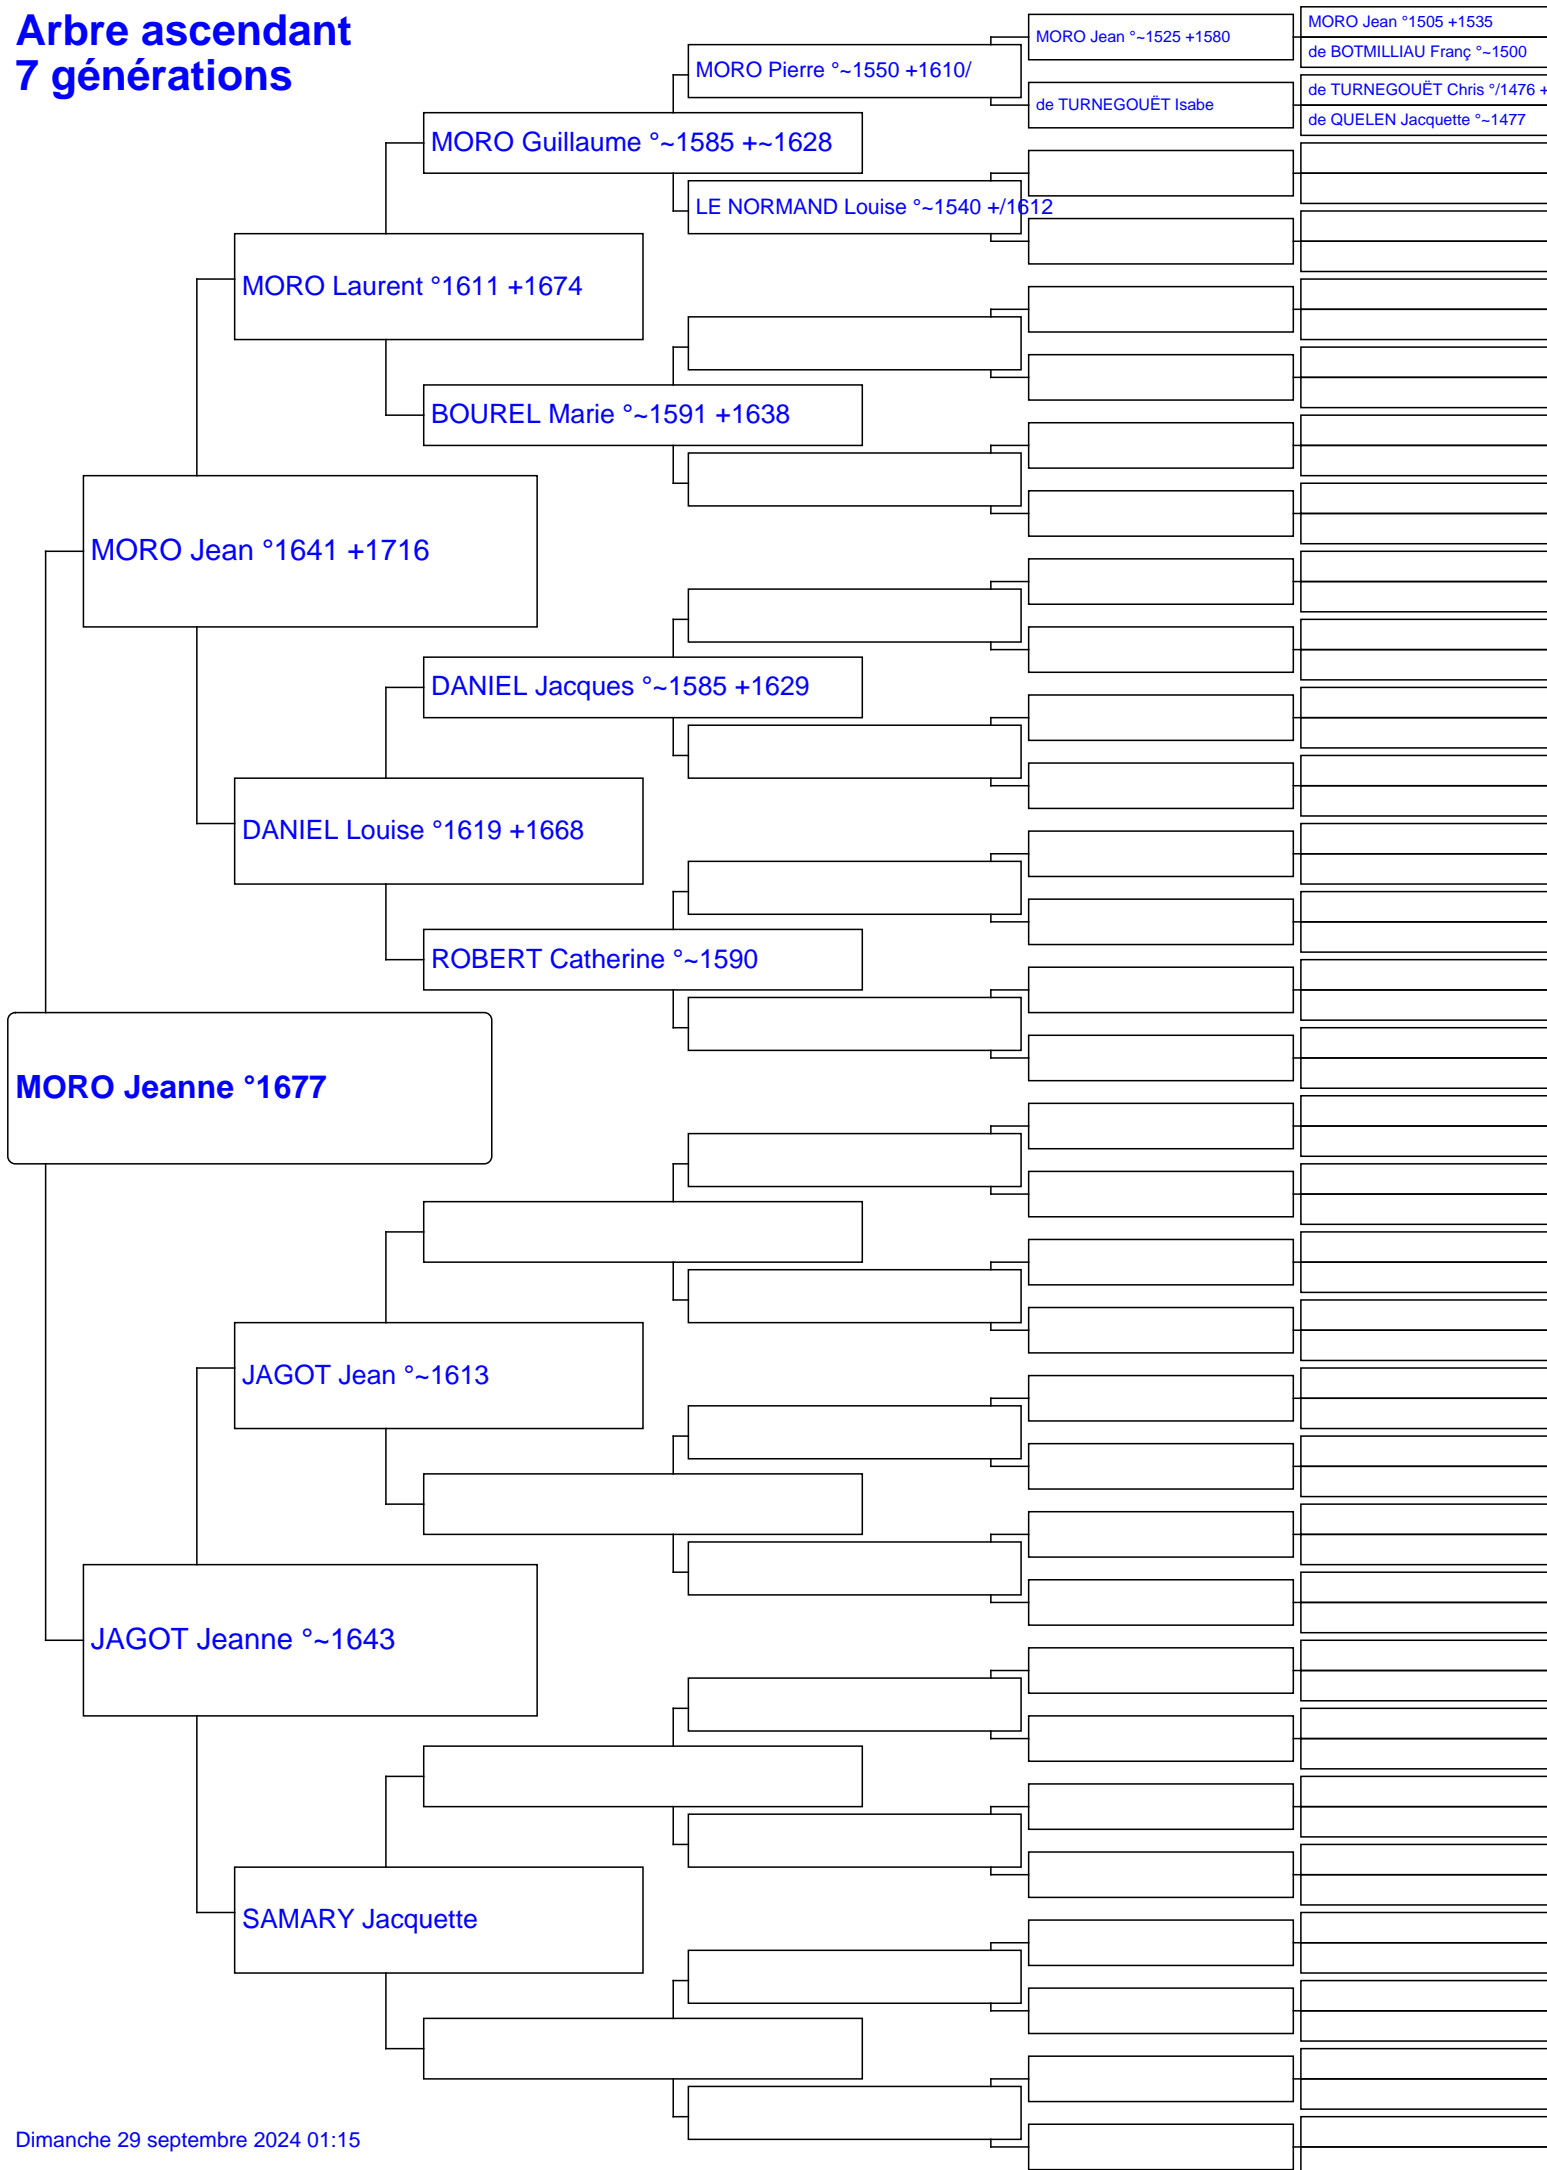 Arbre ascendant
7 générations
MORO Jean °1505 +1535
MORO Jean °~1525 +1580
de BOTMILLIAU Franç °~1500
MORO Pierre °~1550 +1610/
de TURNEGOUËT Chris °/1476 +
de TURNEGOUËT Isabe
de QUELEN Jacquette °~1477
MORO Guillaume °~1585 +~1628
LE NORMAND Louise °~1540 +/1612
MORO Laurent °1611 +1674
BOUREL Marie °~1591 +1638
MORO Jean °1641 +1716
DANIEL Jacques °~1585 +1629
DANIEL Louise °1619 +1668
ROBERT Catherine °~1590
MORO Jeanne °1677
JAGOT Jean °~1613
JAGOT Jeanne °~1643
SAMARY Jacquette
Dimanche 29 septembre 2024 01:15